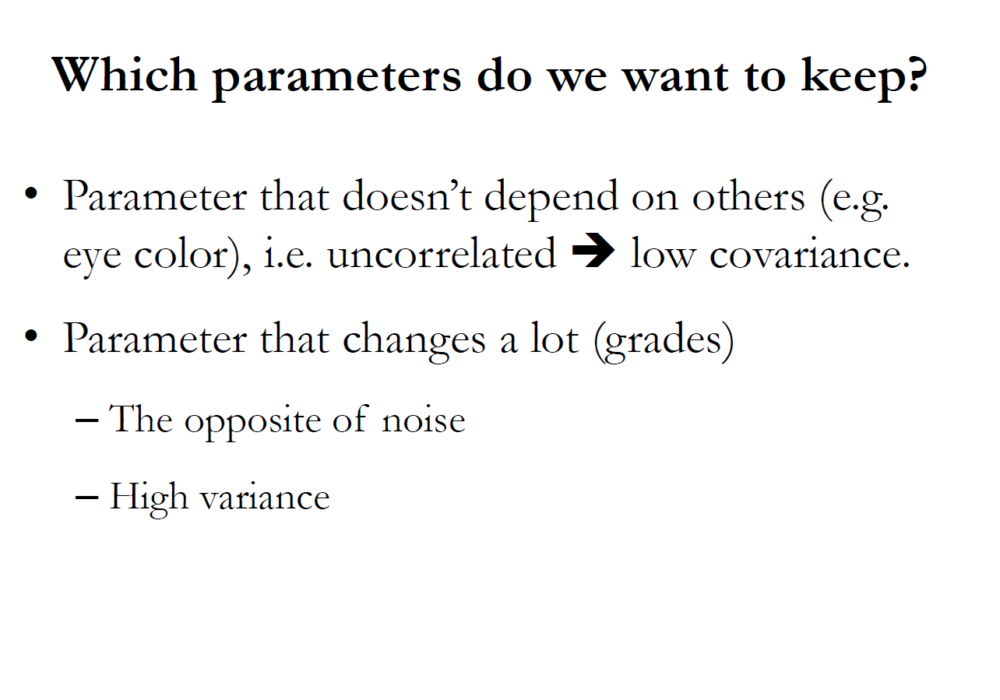 Which parameters do we want to keep?
• Parameter that doesn’t depend on others (e.g.
eye color), i.e. uncorrelated ➔ low covariance.
• Parameter that changes a lot (grades)
– The opposite of noise
– High variance